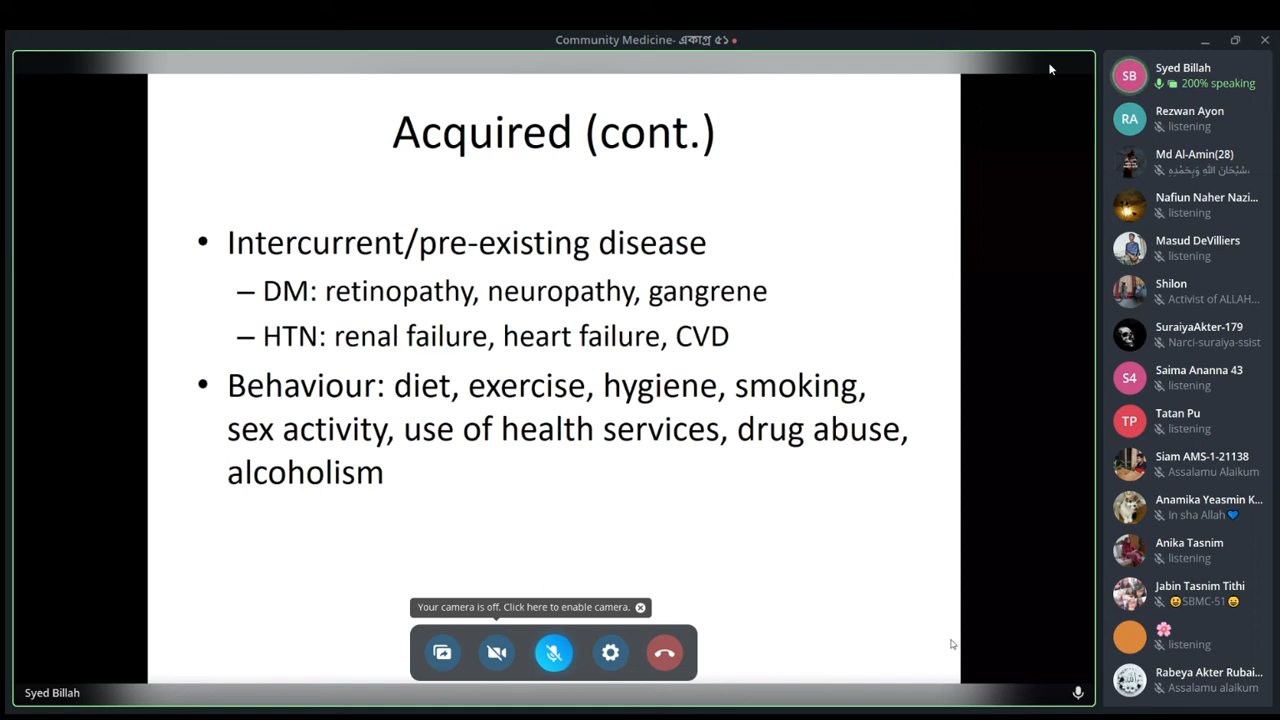 Community Medicine- একাগ্র ৫১
Acquired (cont.)
• Intercurrent/pre-existing disease
– DM: retinopathy, neuropathy, gangrene
– HTN: renal failure, heart failure, CVD
• Behaviour: diet, exercise, hygiene, smoking,
sex activity, use of health services, drug abuse,
alcoholism
Your camera is off. Click here to enable camera.
Syed Billah
SB
Syed Billah
200% speaking
RA
Rezwan Ayon
listening
Md Al-Amin(28)
سُبْحَانَ اللهِ وَبِحَمْدِهِ،
Nafiun Naher Nazi...
listening
Masud DeVilliers
listening
Shilon
Activist of ALLAH...
SuraiyaAkter-179
Narci-suraiya-ssist
S4
Saima Ananna 43
listening
TP
Tatan Pu
listening
Siam AMS-1-21138
Assalamu Alaikum
Anamika Yeasmin K...
In sha Allah💙
Anika Tasnim
listening
Jabin Tasnim Tithi
😃SBMC-51😃
🌸
listening
Rabeya Akter Rubai...
Assalamu alaikum